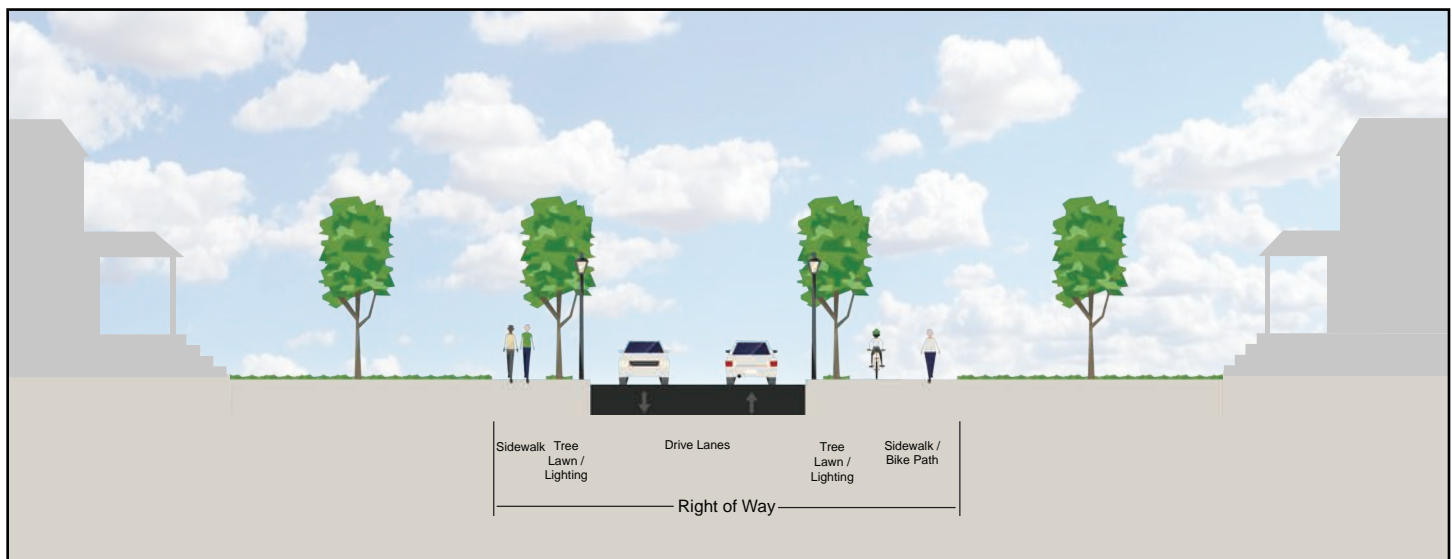 Sidewalk
Tree
Lawn /
Lighting
Drive Lanes
Tree
Lawn /
Lighting
Sidewalk /
Bike Path
Right of Way